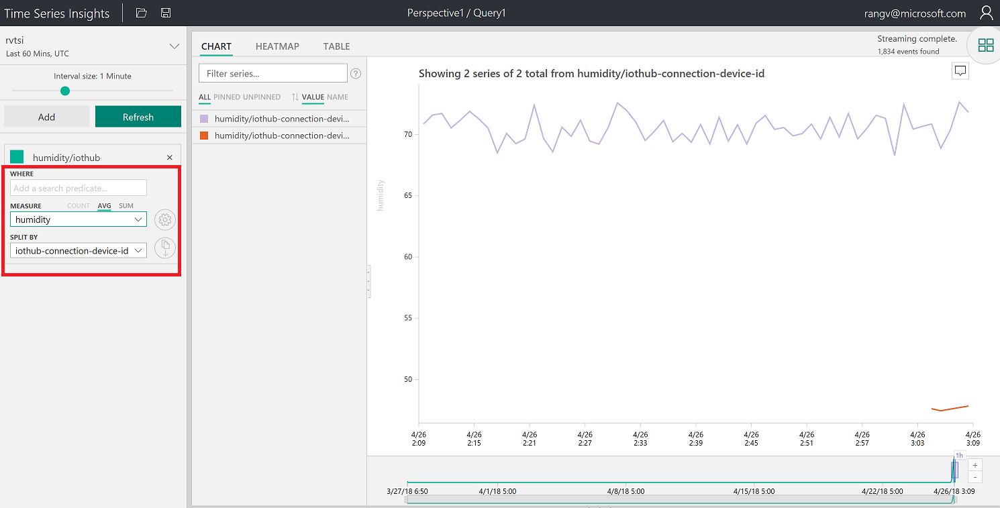 Time Series Insights
Perspective1 / Query1
rangv@microsoft.com
rvtsi
Last 60 Mins, UTC
Interval size: 1 Minute
Add
Refresh
humidity/iothub-
WHERE
Add a search predicate...
MEASURE COUNT AVG SUM
humidity
SPLIT BY
iothub-connection-device-id
CHART HEATMAP TABLE
Streaming complete.
1,834 events found
Filter series...
?
ALL PINNED UNPINNED VALUE NAME
humidity/iothub-connection-devi...
humidity/iothub-connection-devi...
Showing 2 series of 2 total from humidity/iothub-connection-device-id
humidity
70
65
60
55
50
4/26 4/26 4/26 4/26 4/26 4/26 4/26 4/26 4/26 4/26 4/26
2:09 2:15 2:21 2:27 2:33 2:39 2:45 2:51 2:57 3:03 3:09
1h
+
-
3/27/18 6:50 4/1/18 5:00 4/8/18 5:00 4/15/18 5:00 4/22/18 5:00 4/26/18 3:09